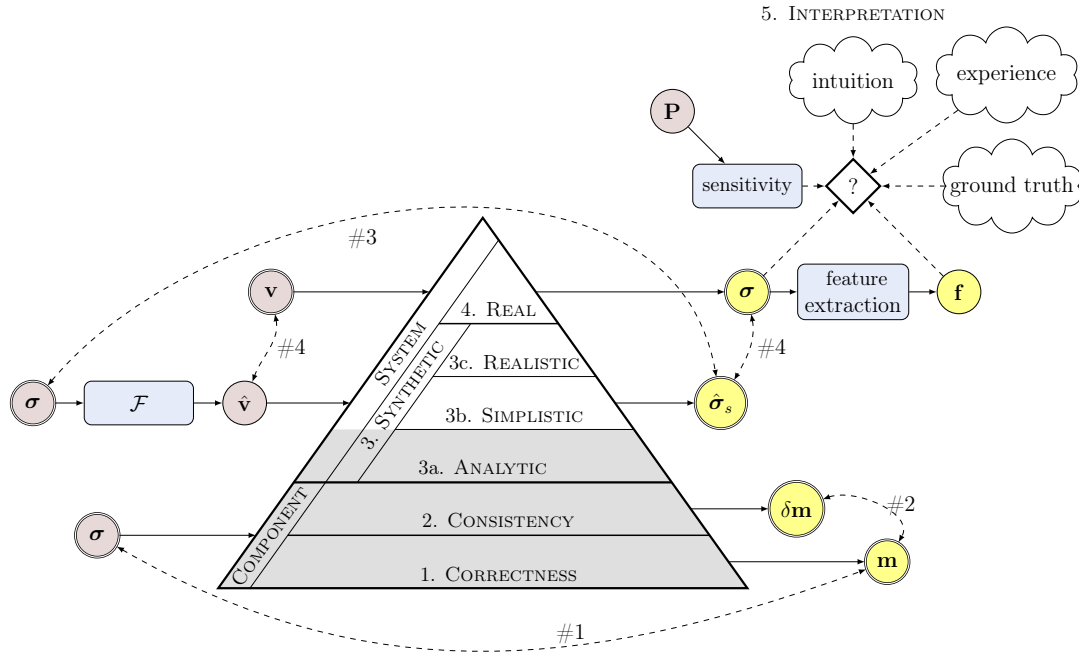 5. INTERPRETATION
intuition
experience
P
sensitivity
?
ground truth
#3
v
σ
feature
extraction
f
4. REAL
SYSTEM
#4
#4
3c. REALISTIC
3. SYNTHETIC
σ
F
v̂
σ̂s
3b. SIMPLISTIC
3a. ANALYTIC
COMPONENT
2. CONSISTENCY
δm
#2
σ
1. CORRECTNESS
m
#1